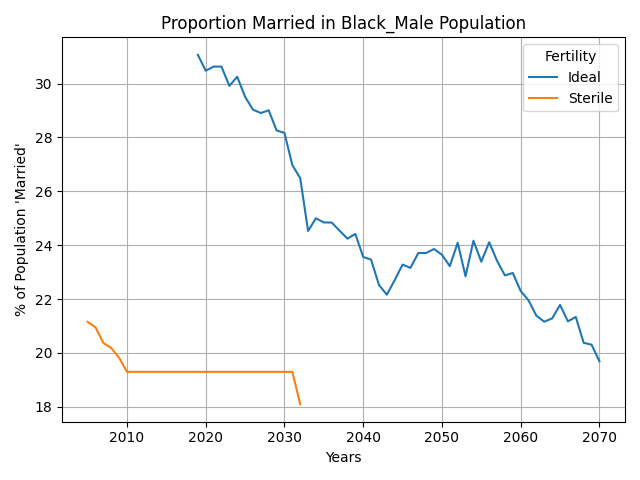 Proportion Married in Black_Male Population
% of Population 'Married'
30
28
26
24
22
20
18
Fertility
Ideal
Sterile
2010 2020 2030 2040 2050 2060 2070
Years